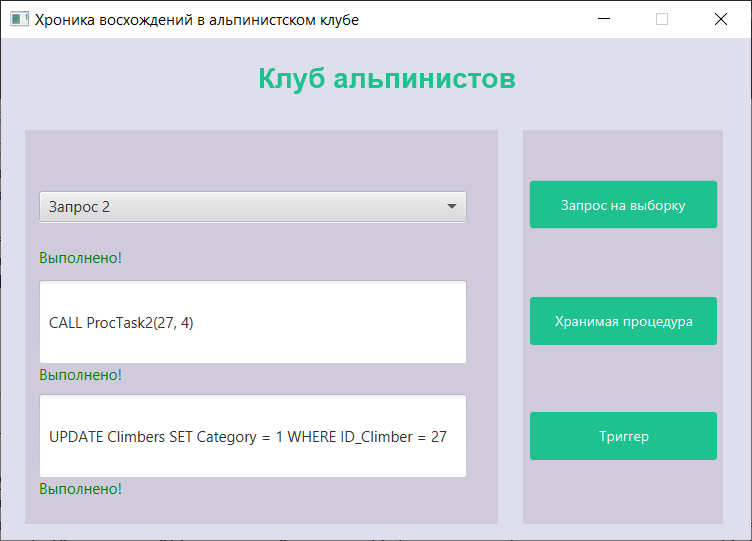 Хроника восхождений в альпинистском клубе
Клуб альпинистов
Запрос 2
Запрос на выборку
Выполнено!
CALL ProcTask2(27, 4)
Хранимая процедура
Выполнено!
UPDATE Climbers SET Category = 1 WHERE ID_Climber = 27
Триггер
Выполнено!